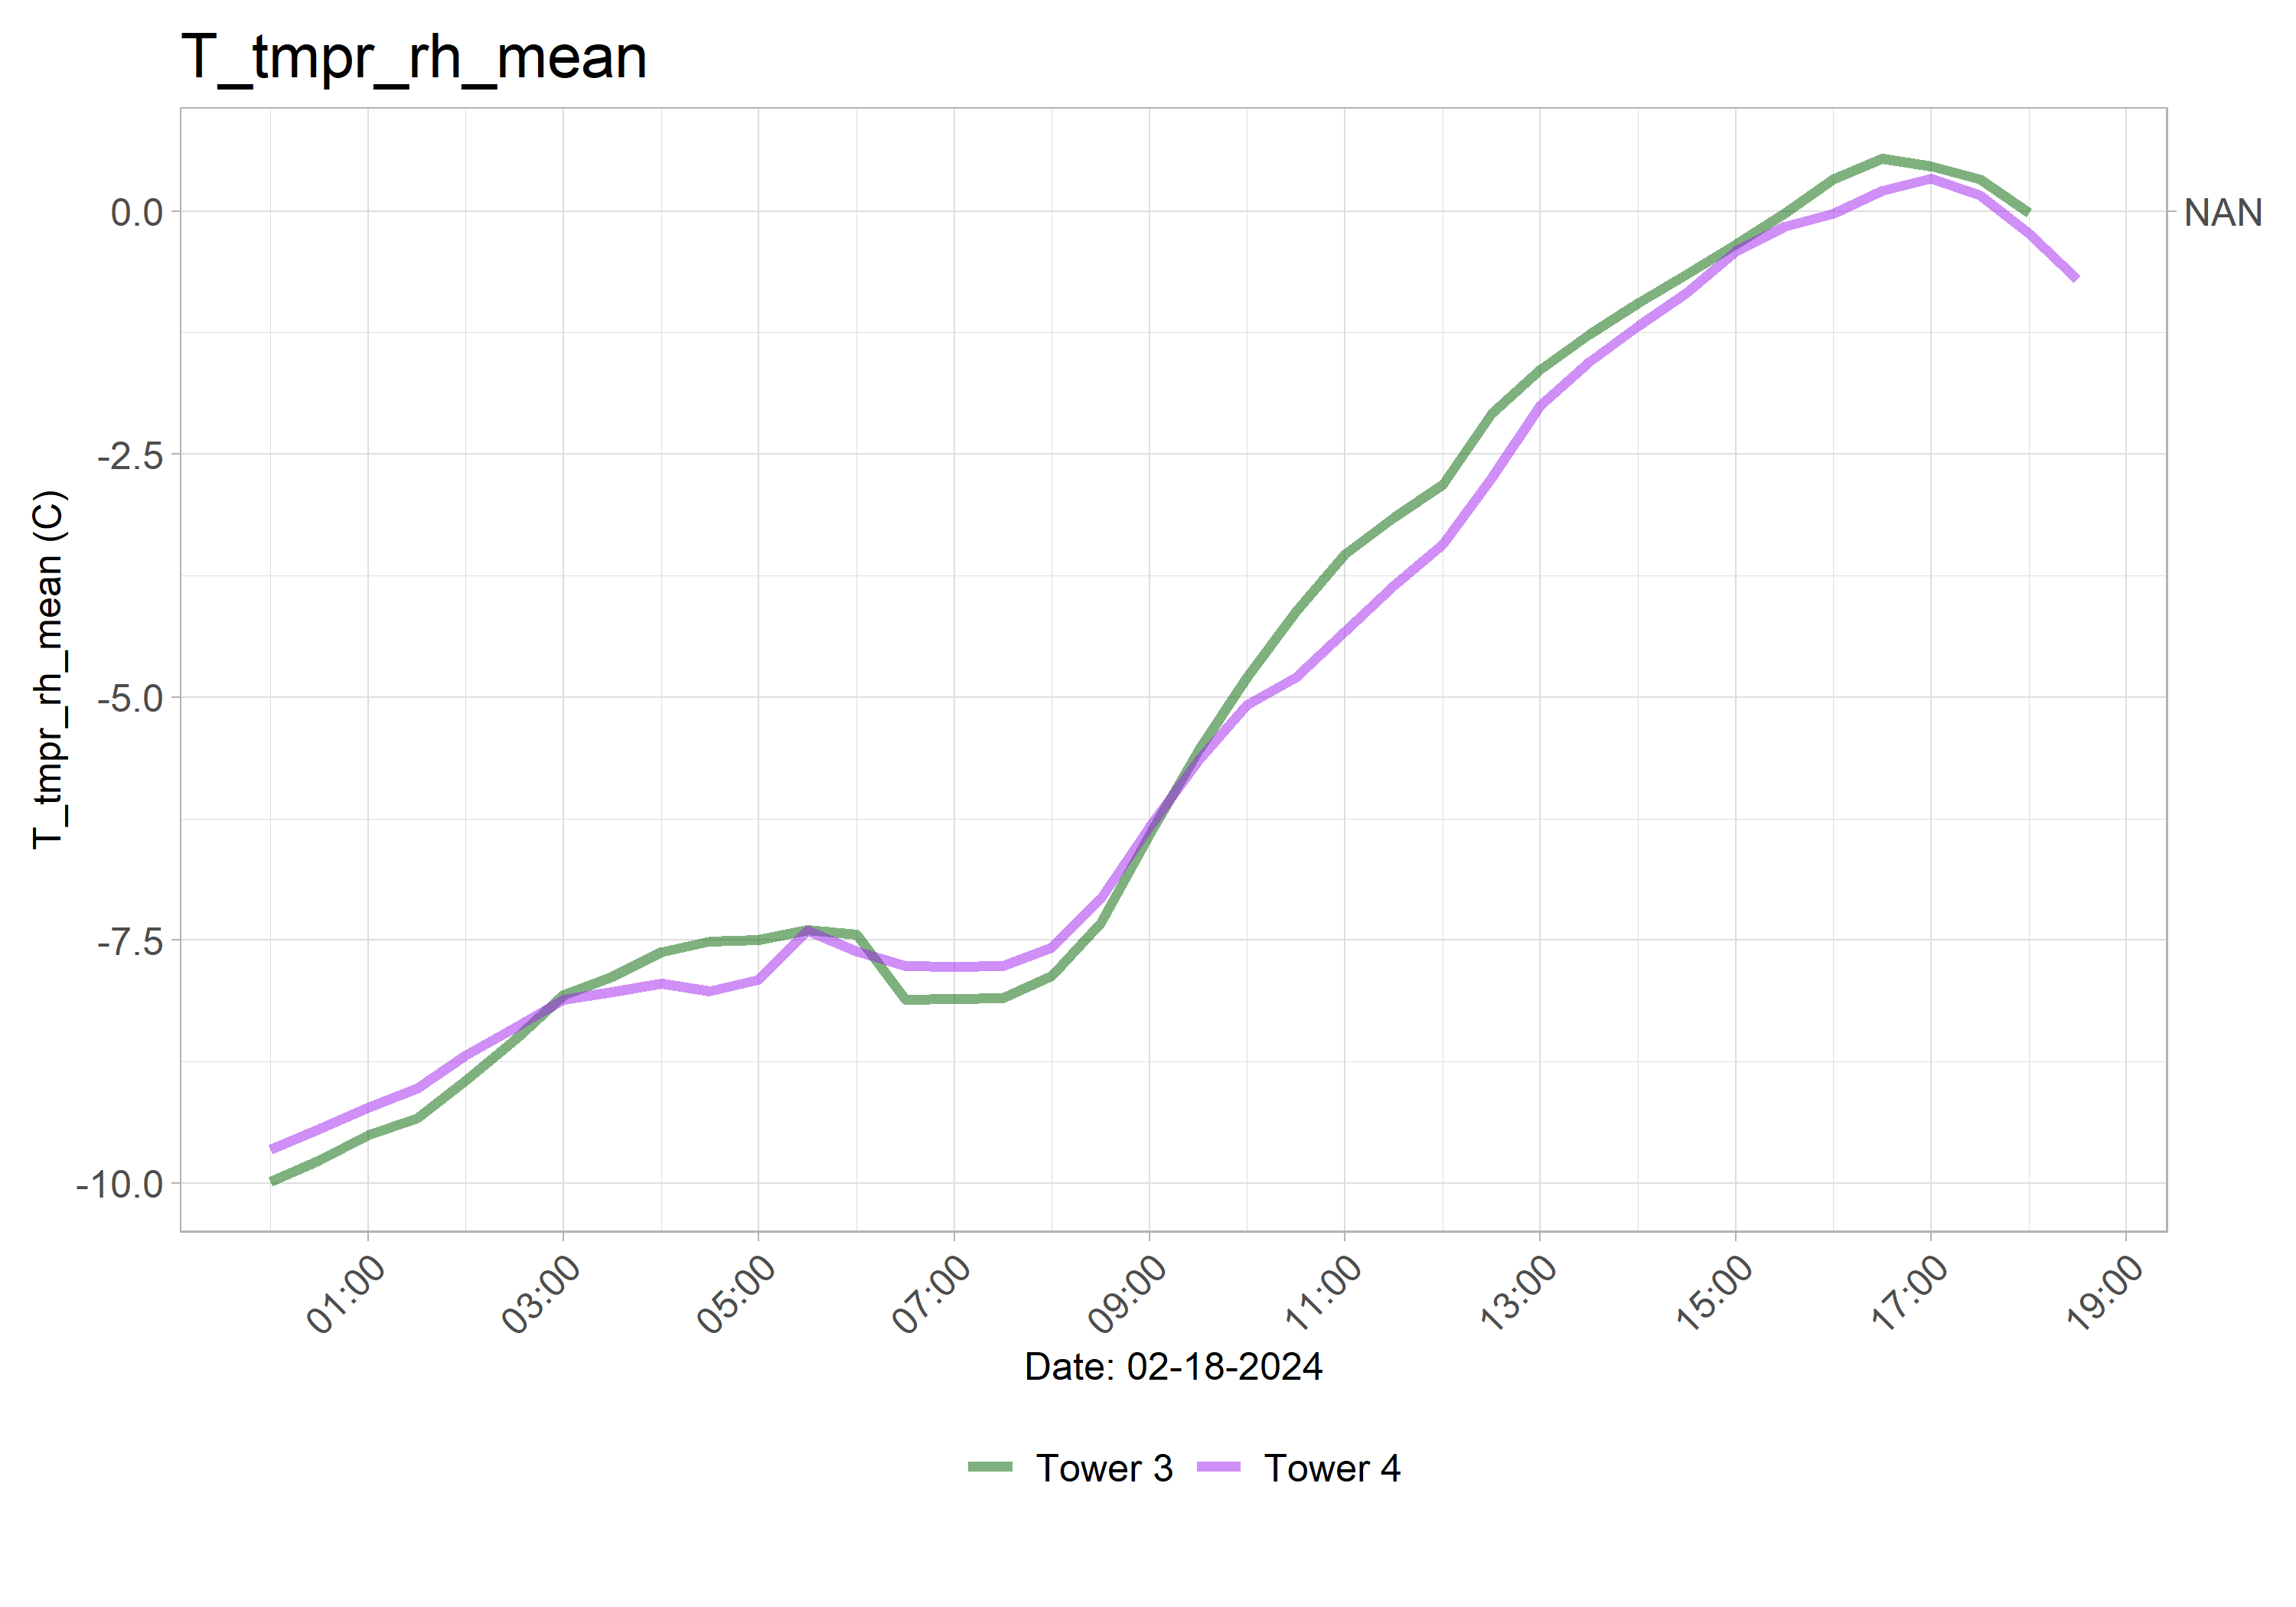 T_tmpr_rh_mean
T_tmpr_rh_mean (C)
0.0
-2.5
-5.0
-7.5
-10.0
NAN
01:00
03:00
05:00
07:00
09:00
11:00
13:00
15:00
17:00
19:00
Date: 02-18-2024
Tower 3
Tower 4